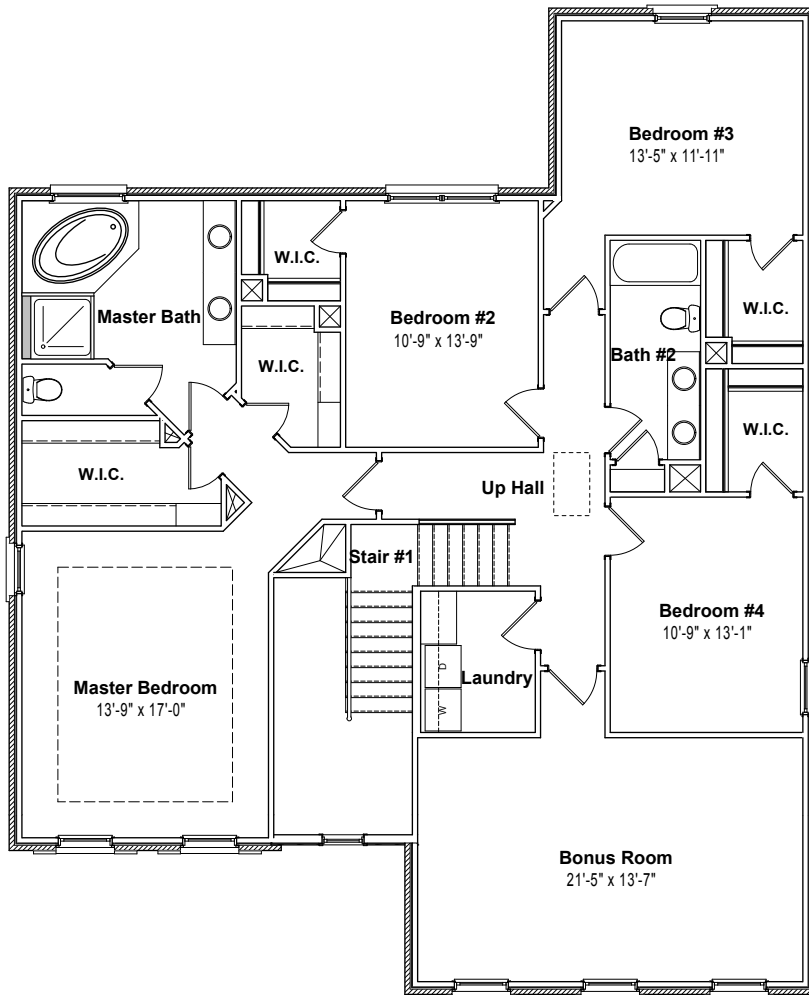 Bedroom #3
13'-5" x 11'-11"
W.I.C.
Master Bath
Bedroom #2
10'-9" x 13'-9"
W.I.C.
Bath #2
W.I.C.
W.I.C.
W.I.C.
Up Hall
Stair #1
Bedroom #4
10'-9" x 13'-1"
D
Laundry
W
Master Bedroom
13'-9" x 17'-0"
Bonus Room
21'-5" x 13'-7"